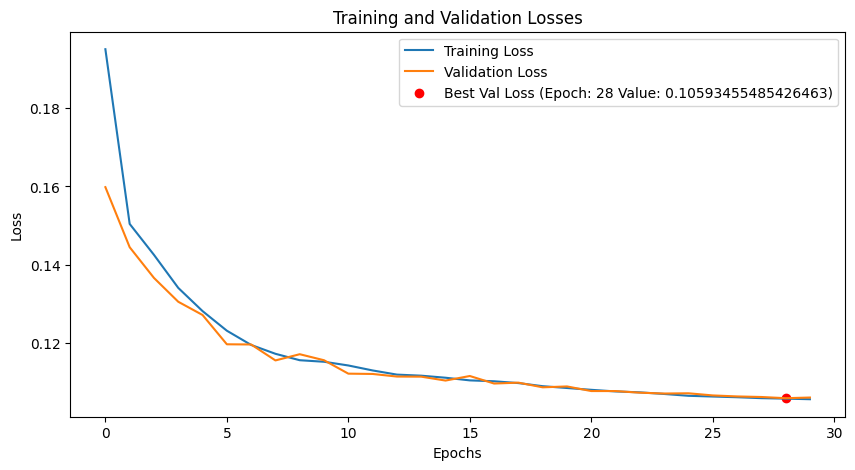 Training and Validation Losses
Training Loss
Validation Loss
Best Val Loss (Epoch: 28 Value: 0.10593455485426463)
Loss
0.18
0.16
0.14
0.12
0
5
10
15
20
25
30
Epochs